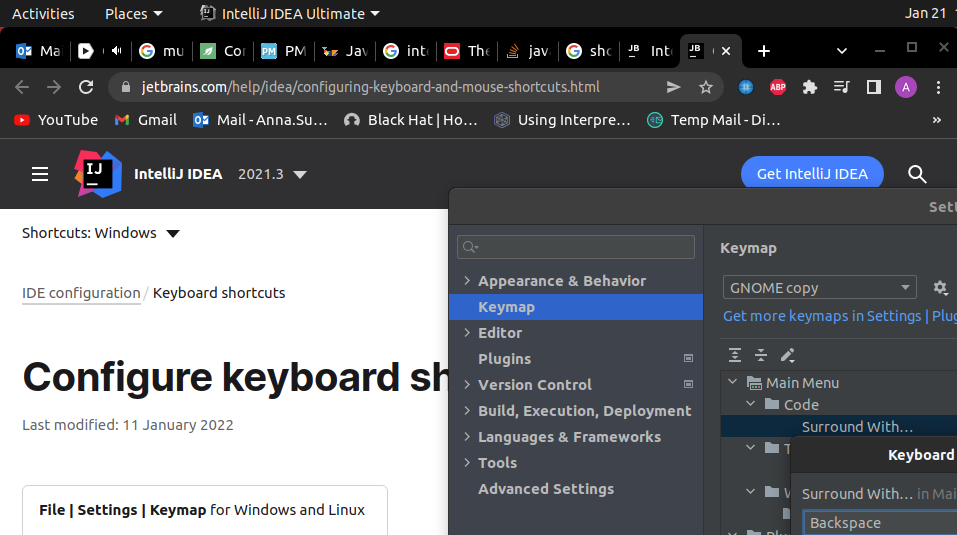 Activities Places IntelliJ IDEA Ultimate Jan 21
Mai mu Cor PM Jav inte The jav sho Inte
jetbrains.com/help/idea/configuring-keyboard-and-mouse-shortcuts.html ABP A
YouTube Gmail Mail - Anna.Su… Black Hat | Ho… Using Interpre… Temp Mail - Di… »
IJ IntelliJ IDEA 2021.3 Get IntelliJ IDEA
Shortcuts: Windows
IDE configuration / Keyboard shortcuts
Configure keyboard sh
Last modified: 11 January 2022
File | Settings | Keymap for Windows and Linux
Sett
Appearance & Behavior
Keymap
Editor
Plugins
Version Control
Build, Execution, Deployment
Languages & Frameworks
Tools
Advanced Settings
Keymap
GNOME copy
Get more keymaps in Settings | Plug
Main Menu
Code
Surround With…
T
W
Keyboard
Surround With… in Mai
Backspace